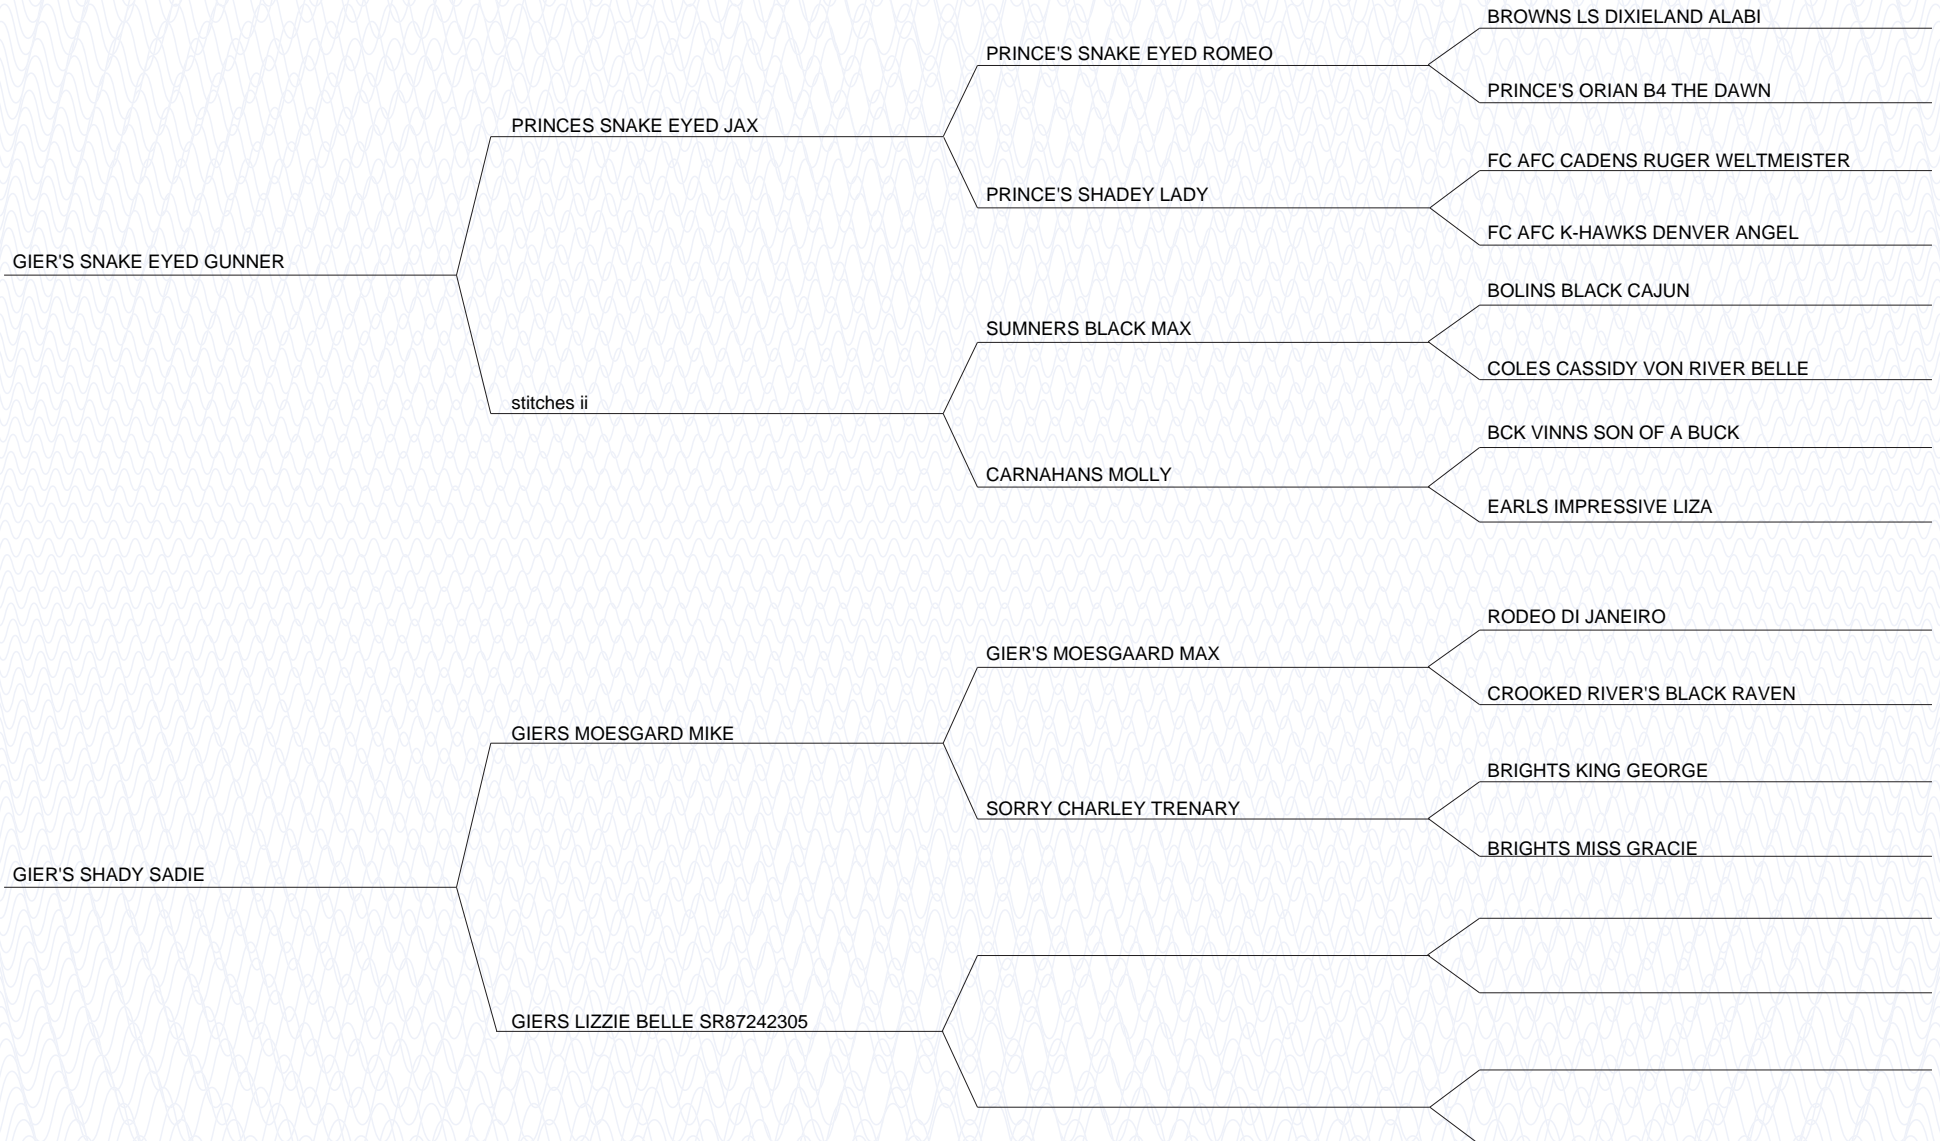 BROWNS LS DIXIELAND ALABI
PRINCE'S SNAKE EYED ROMEO
PRINCE'S ORIAN B4 THE DAWN
PRINCES SNAKE EYED JAX
FC AFC CADENS RUGER WELTMEISTER
PRINCE'S SHADEY LADY
FC AFC K-HAWKS DENVER ANGEL
GIER'S SNAKE EYED GUNNER
BOLINS BLACK CAJUN
SUMNERS BLACK MAX
COLES CASSIDY VON RIVER BELLE
stitches ii
BCK VINNS SON OF A BUCK
CARNAHANS MOLLY
EARLS IMPRESSIVE LIZA
RODEO DI JANEIRO
GIER'S MOESGAARD MAX
CROOKED RIVER'S BLACK RAVEN
GIERS MOESGARD MIKE
BRIGHTS KING GEORGE
SORRY CHARLEY TRENARY
BRIGHTS MISS GRACIE
GIER'S SHADY SADIE
GIERS LIZZIE BELLE SR87242305